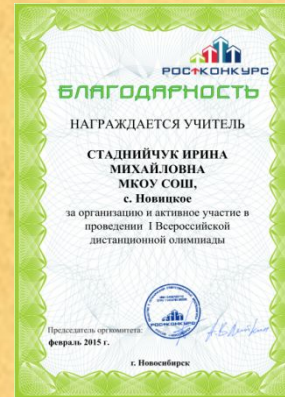 РОСТКОНКУРС
БЛАГОДАРНОСТЬ
НАГРАЖДАЕТСЯ УЧИТЕЛЬ
СТАДНИЙЧУК ИРИНА
МИХАЙЛОВНА
МКОУ СОШ,
с. Новицкое
за организацию и активное участие в
проведении I Всероссийской
дистанционной олимпиады
Председатель оргкомитета:
февраль 2015 г.
г. Новосибирск